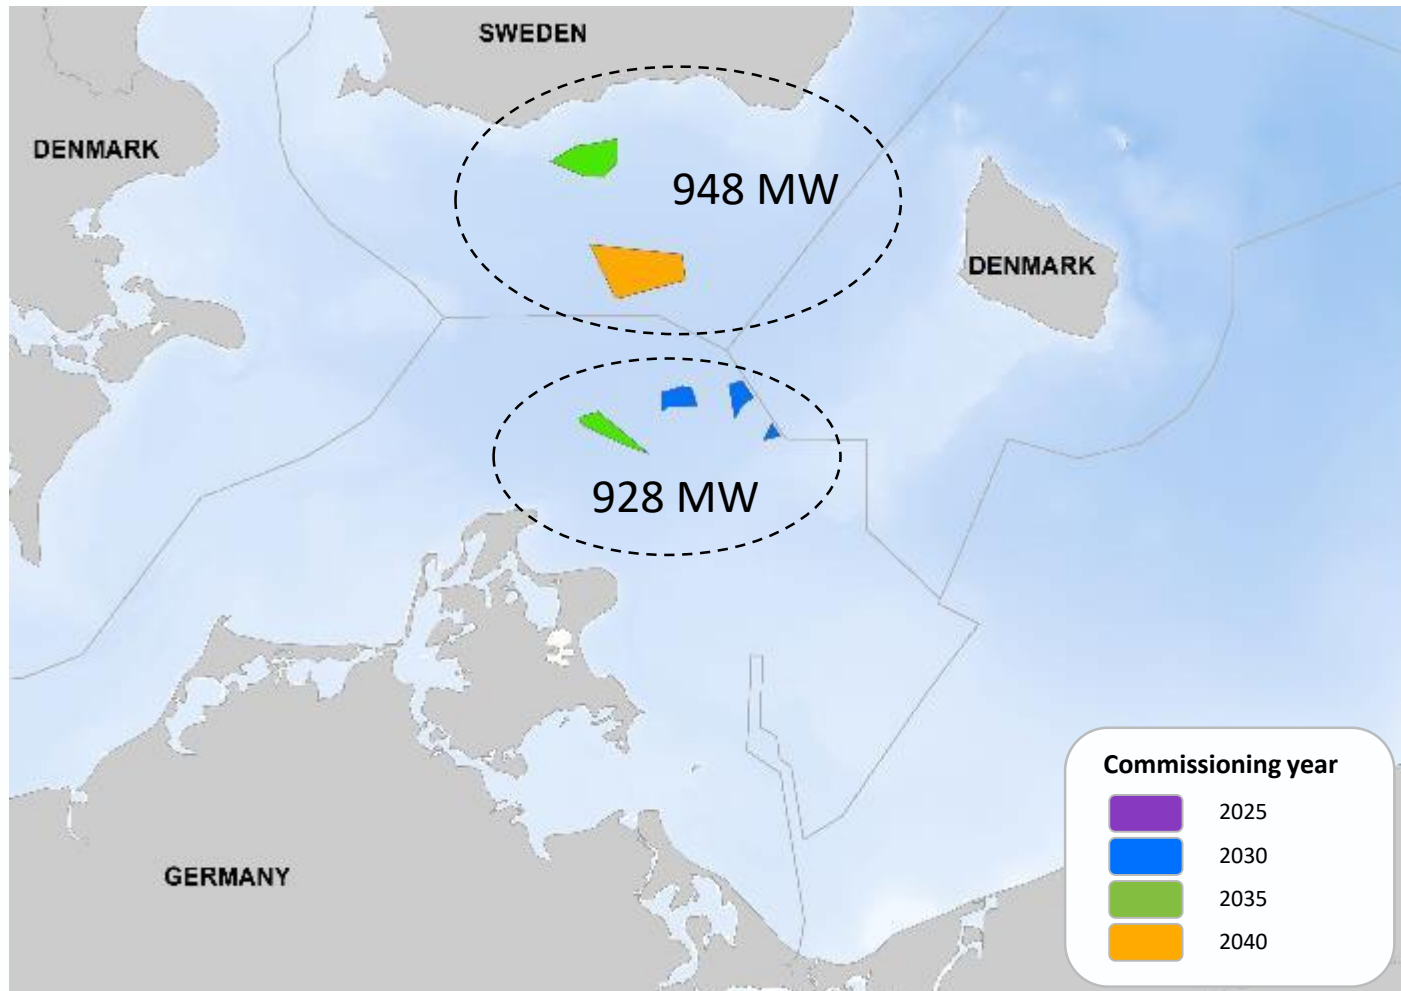 SWEDEN
DENMARK
948 MW
DENMARK
928 MW
GERMANY
Commissioning year
2025
2030
2035
2040